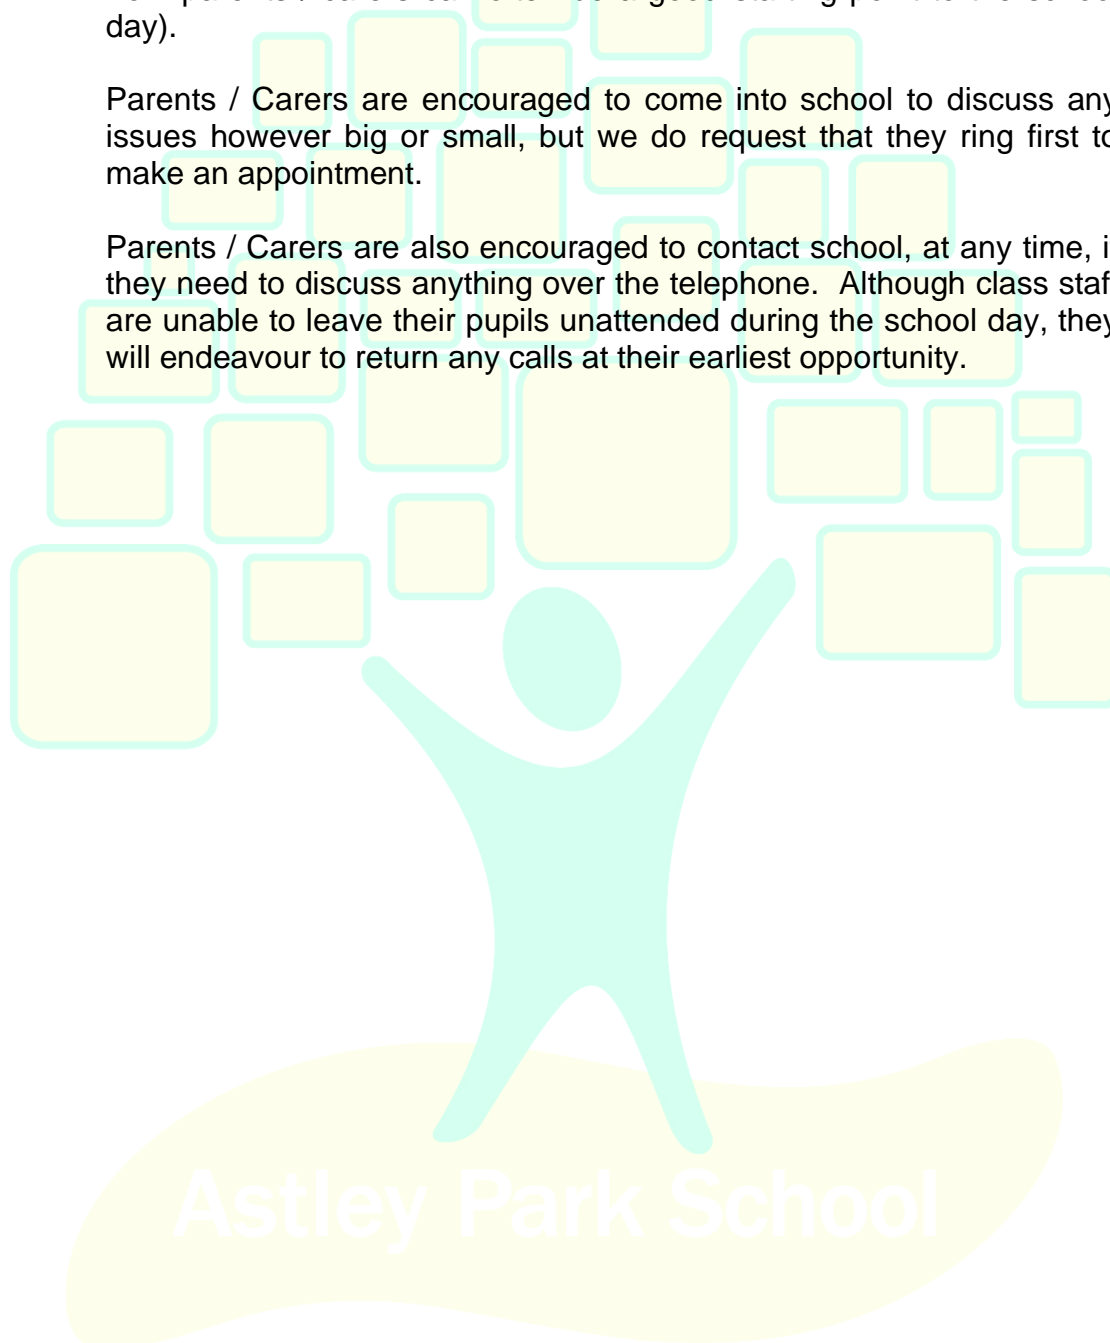 day).
Parents / Carers are encouraged to come into school to discuss any
issues however big or small, but we do request that they ring first to
make an appointment.
Parents / Carers are also encouraged to contact school, at any time,
they need to discuss anything over the telephone. Although class staff
are unable to leave their pupils unattended during the school day, they
will endeavour to return any calls at their earliest opportunity.
Astley Park School